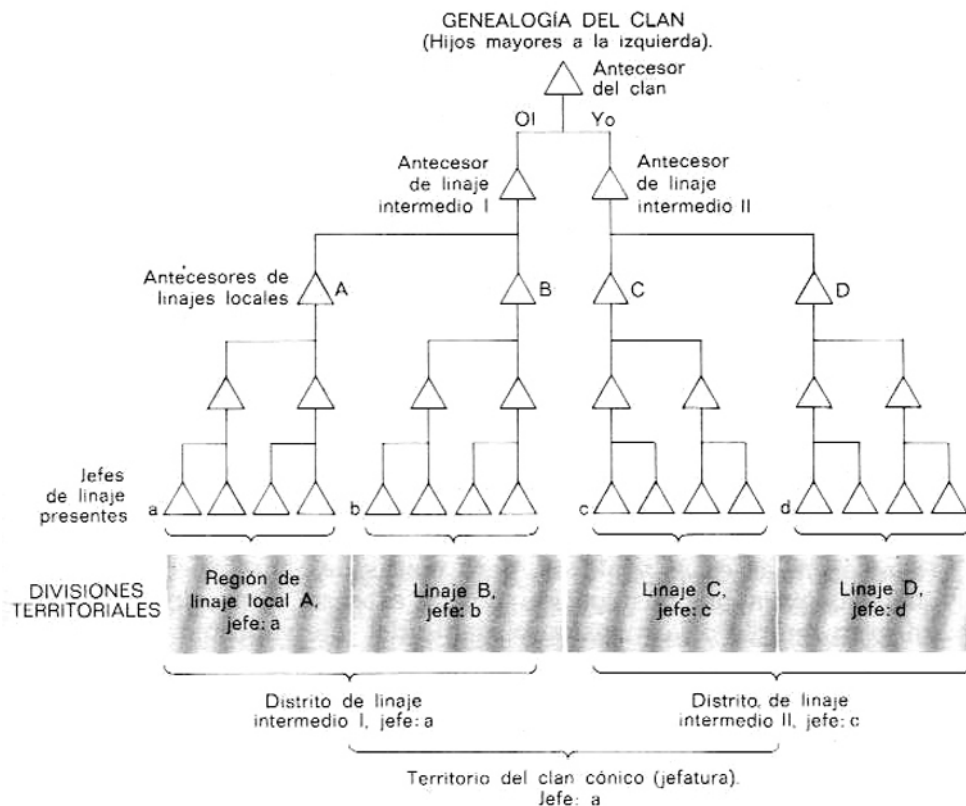 GENEALOGÍA DEL CLAN
(Hijos mayores a la izquierda).
Antecesor
del clan
Ol
Yo
Antecesor
de linaje
intermedio I
Antecesor
de linaje
intermedio II
Antecesores de
linajes locales
A
B
C
D
Jefes
de linaje
presentes
a
b
c
d
DIVISIONES
TERRITORIALES
Región de
linaje local A,
jefe: a
Linaje B,
jefe: b
Linaje C,
jefe: c
Linaje D,
jefe: d
Distrito de linaje
intermedio I, jefe: a
Distrito, de linaje
intermedio II, jefe: c
Territorio del clan cónico (jefatura).
Jefe: a